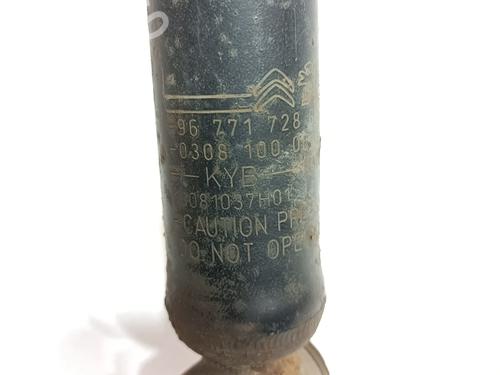 96 771 728
0308 100 0
KYB
081037H01
CAUTION PR
DO NOT OPE